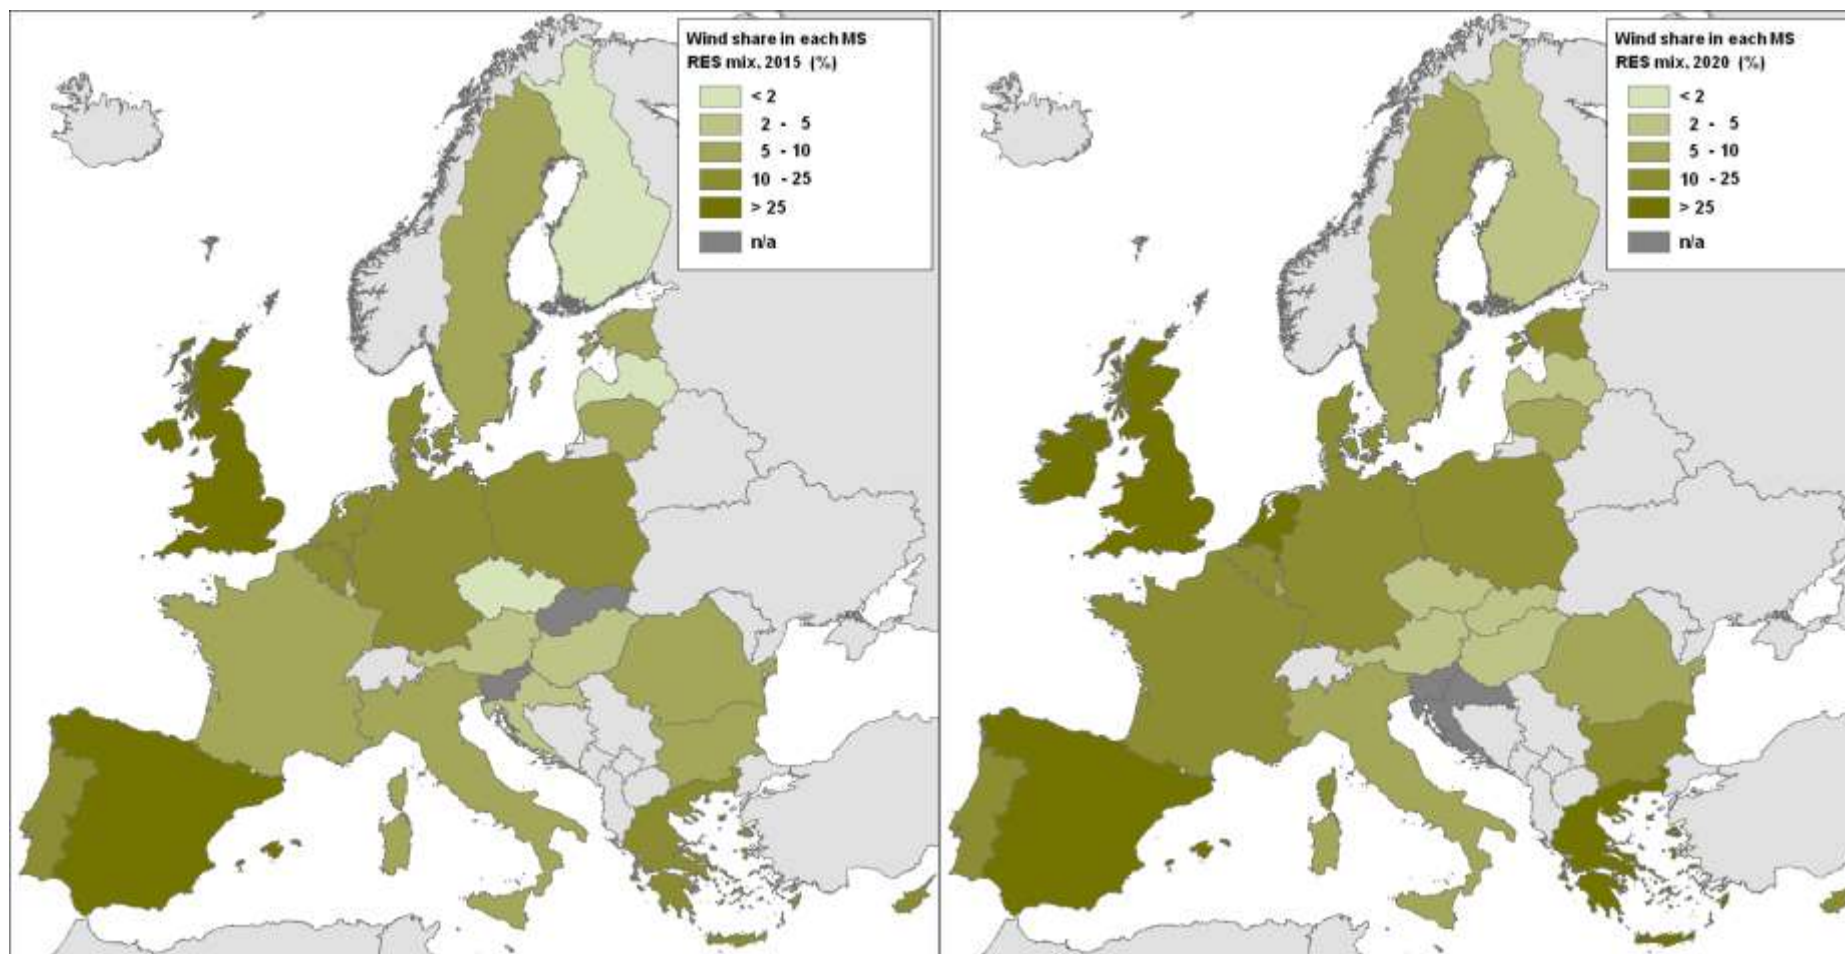 Wind share in each MS
RES mix, 2015 (%)
< 2
2 - 5
5 - 10
10 - 25
> 25
n/a
Wind share in each MS
RES mix, 2020 (%)
< 2
2 - 5
5 - 10
10 - 25
> 25
n/a